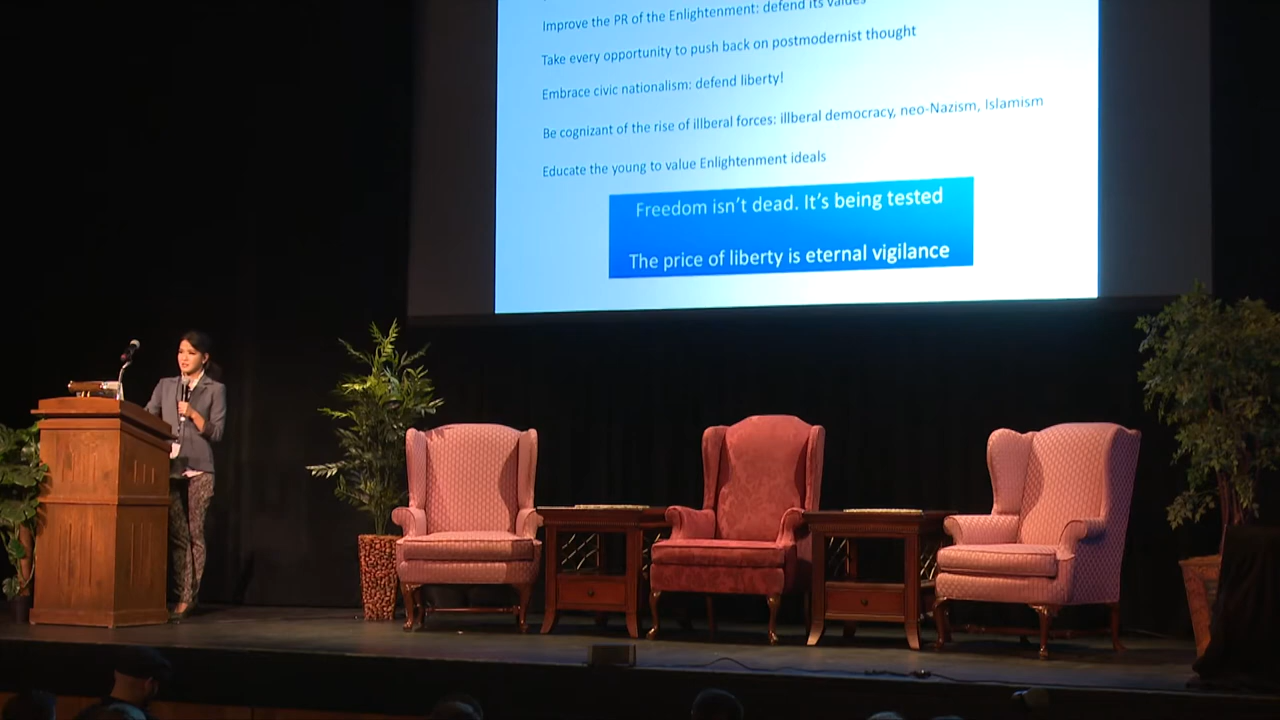 Improve the PR of the Enlightenment: defend its values
Take every opportunity to push back on postmodernist thought
Embrace civic nationalism: defend liberty!
Be cognizant of the rise of illberal forces: illberal democracy, neo-Nazism, Islamism
Educate the young to value Enlightenment ideals
Freedom isn't dead. It's being tested
The price of liberty is eternal vigilance